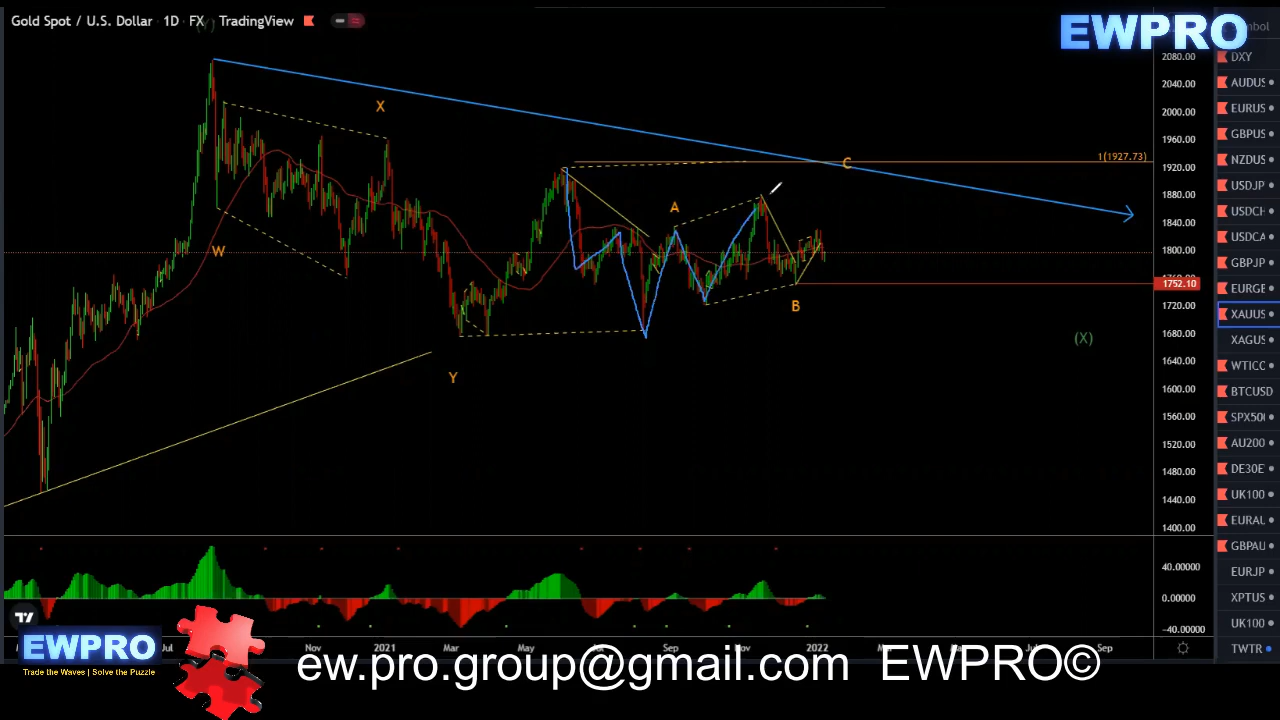 Gold Spot / U.S. Dollar · 1D · FX · TradingView
EWPRO
DXY
AUDUS
EURUS
GBPUS
NZDUS
USDJP
USDCH
USDCA
GBPJP
EURGE
XAUUS
XAGUS
WTICC
BTCUSD
SPX50
AU200
DE30E
UK100
EURAL
GBPAU
EURJP
XPTUS
UK100
TWTR
2080.00
2040.00
2000.00
1960.00
1920.00
1880.00
1840.00
1800.00
1752.10
1720.00
1680.00
1640.00
1600.00
1560.00
1520.00
1480.00
1440.00
1400.00
40.00000
0.00000
-40.00000
1(1927.73)
X
C
A
W
B
(X)
Y
Nov
2021
Mar
May
Sep
Nov
2022
Sep
EWPRO
Trade the Waves | Solve the Puzzle
ew.pro.group@gmail.com EWPRO©